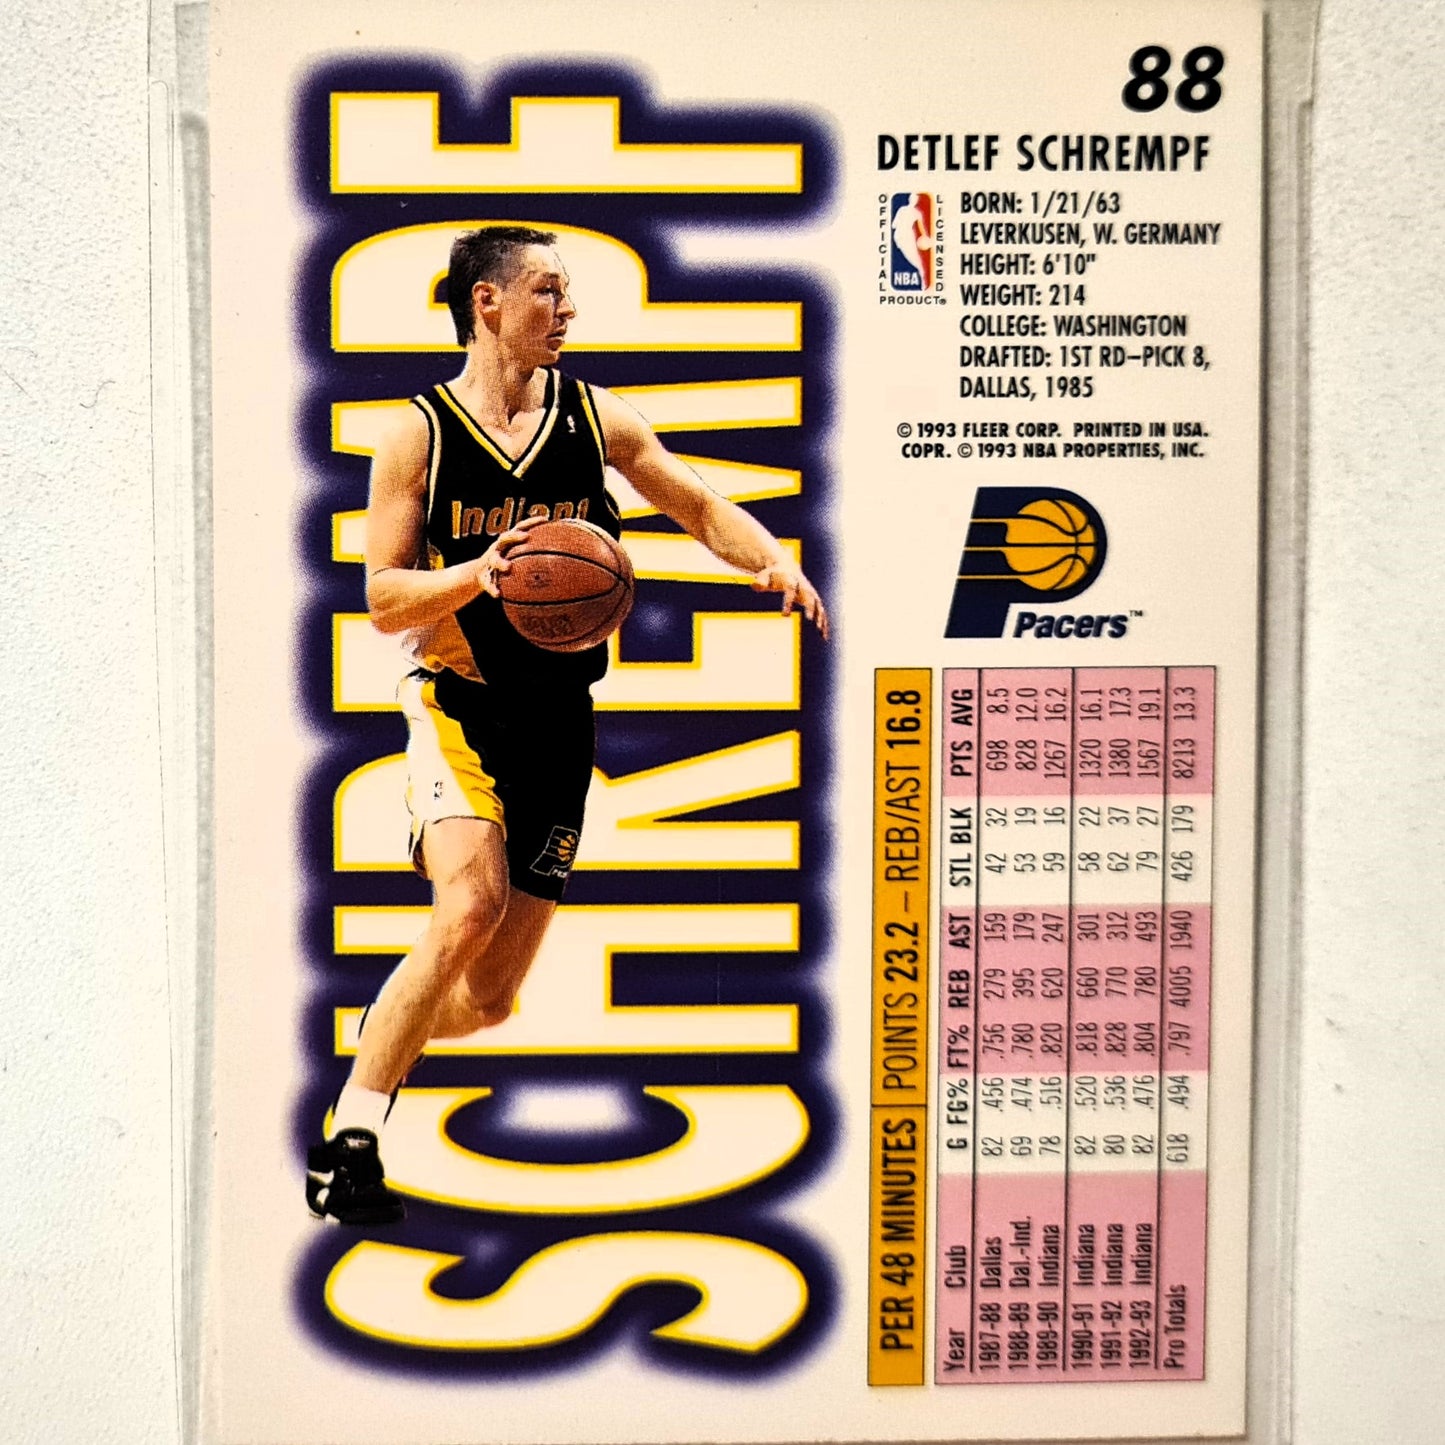 88
DETLEF SCHREMPF
OFFICIAL LICENSED
NBA
PRODUCT®
BORN: 1/21/63
LEVERKUSEN, W. GERMANY
HEIGHT: 6'10"
WEIGHT: 214
COLLEGE: WASHINGTON
DRAFTED: 1ST RD–PICK 8,
DALLAS, 1985
© 1993 FLEER CORP. PRINTED IN USA.
COPR. © 1993 NBA PROPERTIES, INC.
Pacers™
SCHREMPF
Indiana
PER 48 MINUTES POINTS 23.2 – REB/AST 16.8
Year Club G FG% FT% REB AST STL BLK PTS AVG
1987-88 Dallas 82 .456 .756 279 159 42 32 698 8.5
1988-89 Dal.-Ind. 69 .474 .780 395 179 53 19 828 12.0
1989-90 Indiana 78 .516 .820 620 247 59 16 1267 16.2
1990-91 Indiana 82 .520 .818 660 301 58 22 1320 16.1
1991-92 Indiana 80 .536 .828 770 312 62 37 1380 17.3
1992-93 Indiana 82 .476 .804 780 493 79 27 1567 19.1
Pro Totals 618 .494 .797 4005 1940 426 179 8213 13.3